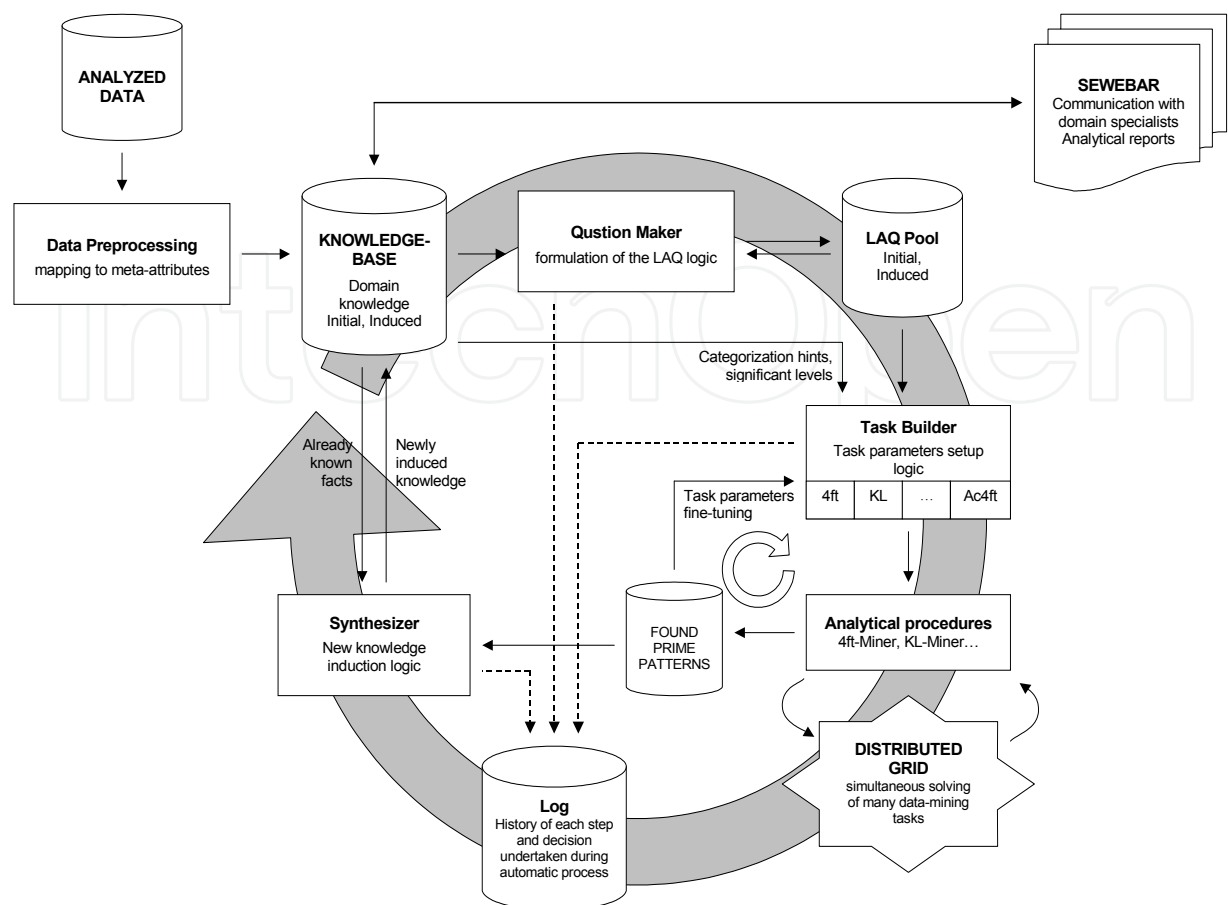 ANALYZED
DATA
SEWEBAR
Communication with
domain specialists
Analytical reports
Data Preprocessing
mapping to meta-attributes
KNOWLEDGE-
BASE
Domain
knowledge
Initial, Induced
Qustion Maker
formulation of the LAQ logic
LAQ Pool
Initial,
Induced
Categorization hints,
significant levels
Task Builder
Task parameters setup
logic
4ft KL ... Ac4ft
Already
known
facts
Newly
induced
knowledge
Task parameters
fine-tuning
Synthesizer
New knowledge
induction logic
FOUND
PRIME
PATTERNS
Analytical procedures
4ft-Miner, KL-Miner...
DISTRIBUTED
GRID
simultaneous solving
of many data-mining
tasks
Log
History of each step
and decision
undertaken during
automatic process
IntechOpen